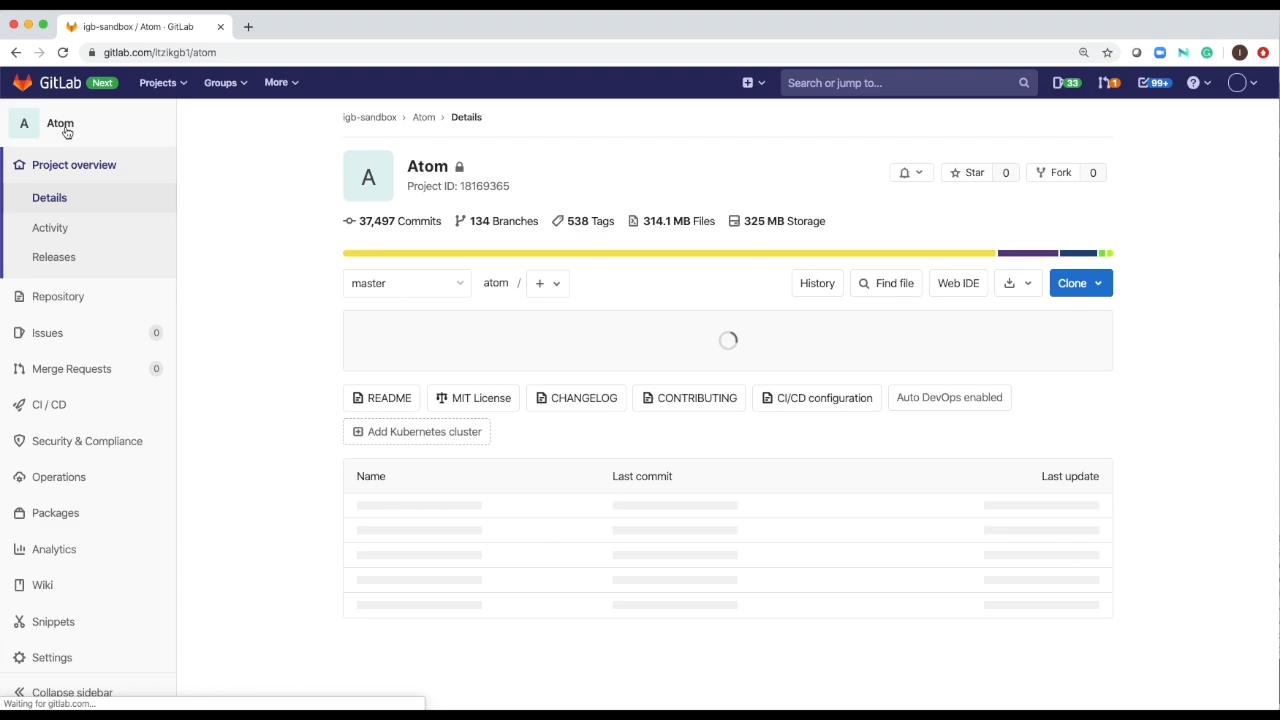 igb-sandbox / Atom · GitLab
gitlab.com/itzikgb1/atom
GitLab Next Projects Groups More Search or jump to... 33 1 99+
A Atom
Project overview
Details
Activity
Releases
Repository
Issues 0
Merge Requests 0
CI / CD
Security & Compliance
Operations
Packages
Analytics
Wiki
Snippets
Settings
Collapse sidebar
Waiting for gitlab.com...
igb-sandbox › Atom › Details
A
Atom
Project ID: 18169365
Star 0 Fork 0
37,497 Commits 134 Branches 538 Tags 314.1 MB Files 325 MB Storage
master atom / + History Find file Web IDE Clone
README MIT License CHANGELOG CONTRIBUTING CI/CD configuration Auto DevOps enabled
Add Kubernetes cluster
Name Last commit Last update